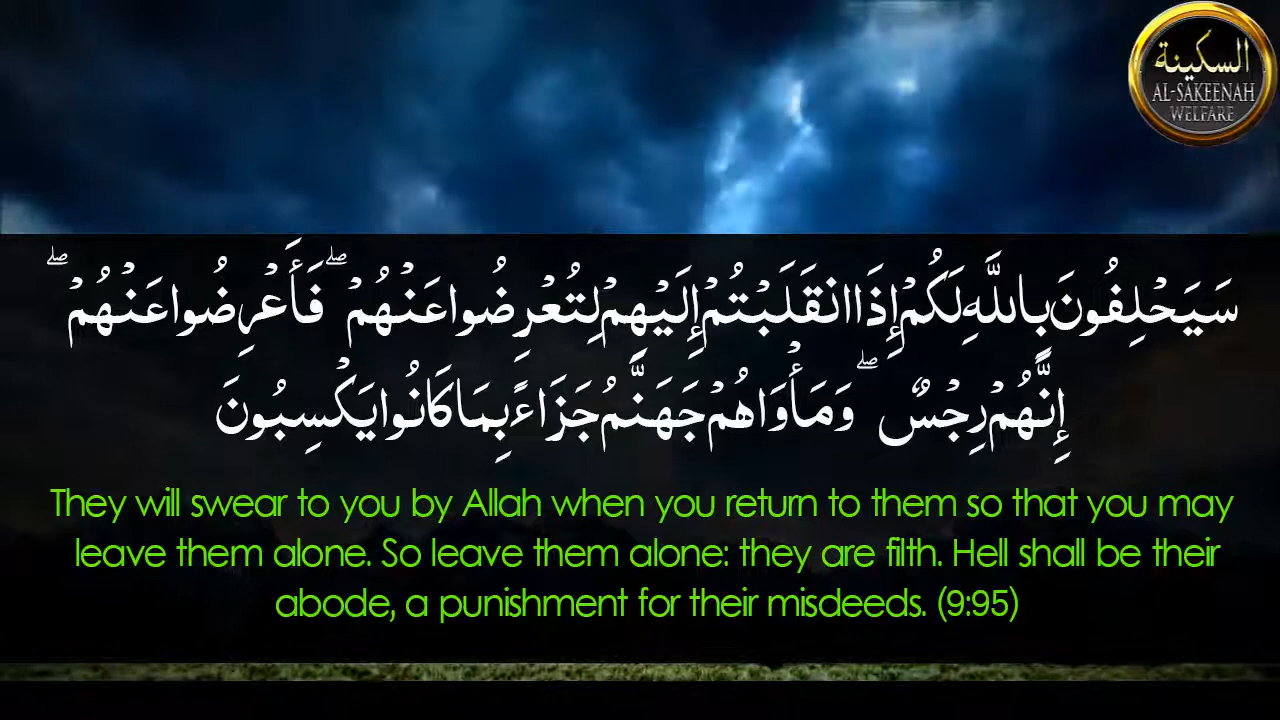 السكينة
AL-SAKEENAH
WELFARE
سَيَحْلِفُونَ بِاللَّهِ لَكُمْ إِذَا انقَلَبْتُمْ إِلَيْهِمْ لِتُعْرِضُوا عَنْهُمْ ۖ فَأَعْرِضُوا عَنْهُمْ ۖ
إِنَّهُمْ رِجْسٌ ۖ وَمَأْوَاهُمْ جَهَنَّمُ جَزَاءً بِمَا كَانُوا يَكْسِبُونَ
They will swear to you by Allah when you return to them so that you may
leave them alone. So leave them alone: they are filth. Hell shall be their
abode, a punishment for their misdeeds. (9:95)